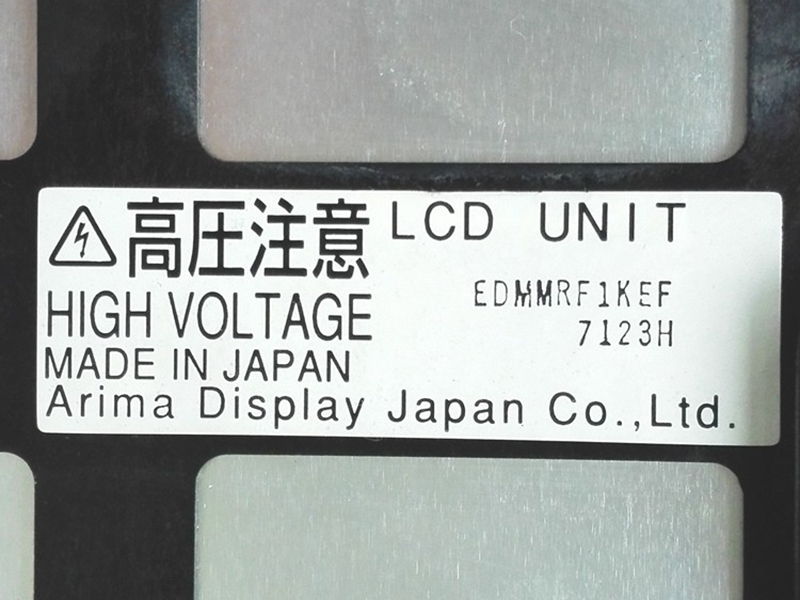 高圧注意 LCD UNIT
HIGH VOLTAGE
EDMMRF1KEF
7123H
MADE IN JAPAN
Arima Display Japan Co.,Ltd.